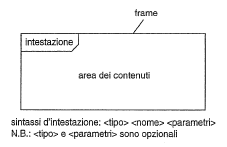 frame
intestazione
area dei contenuti
sintassi d'intestazione: <tipo> <nome> <parametri>
N.B.: <tipo> e <parametri> sono opzionali